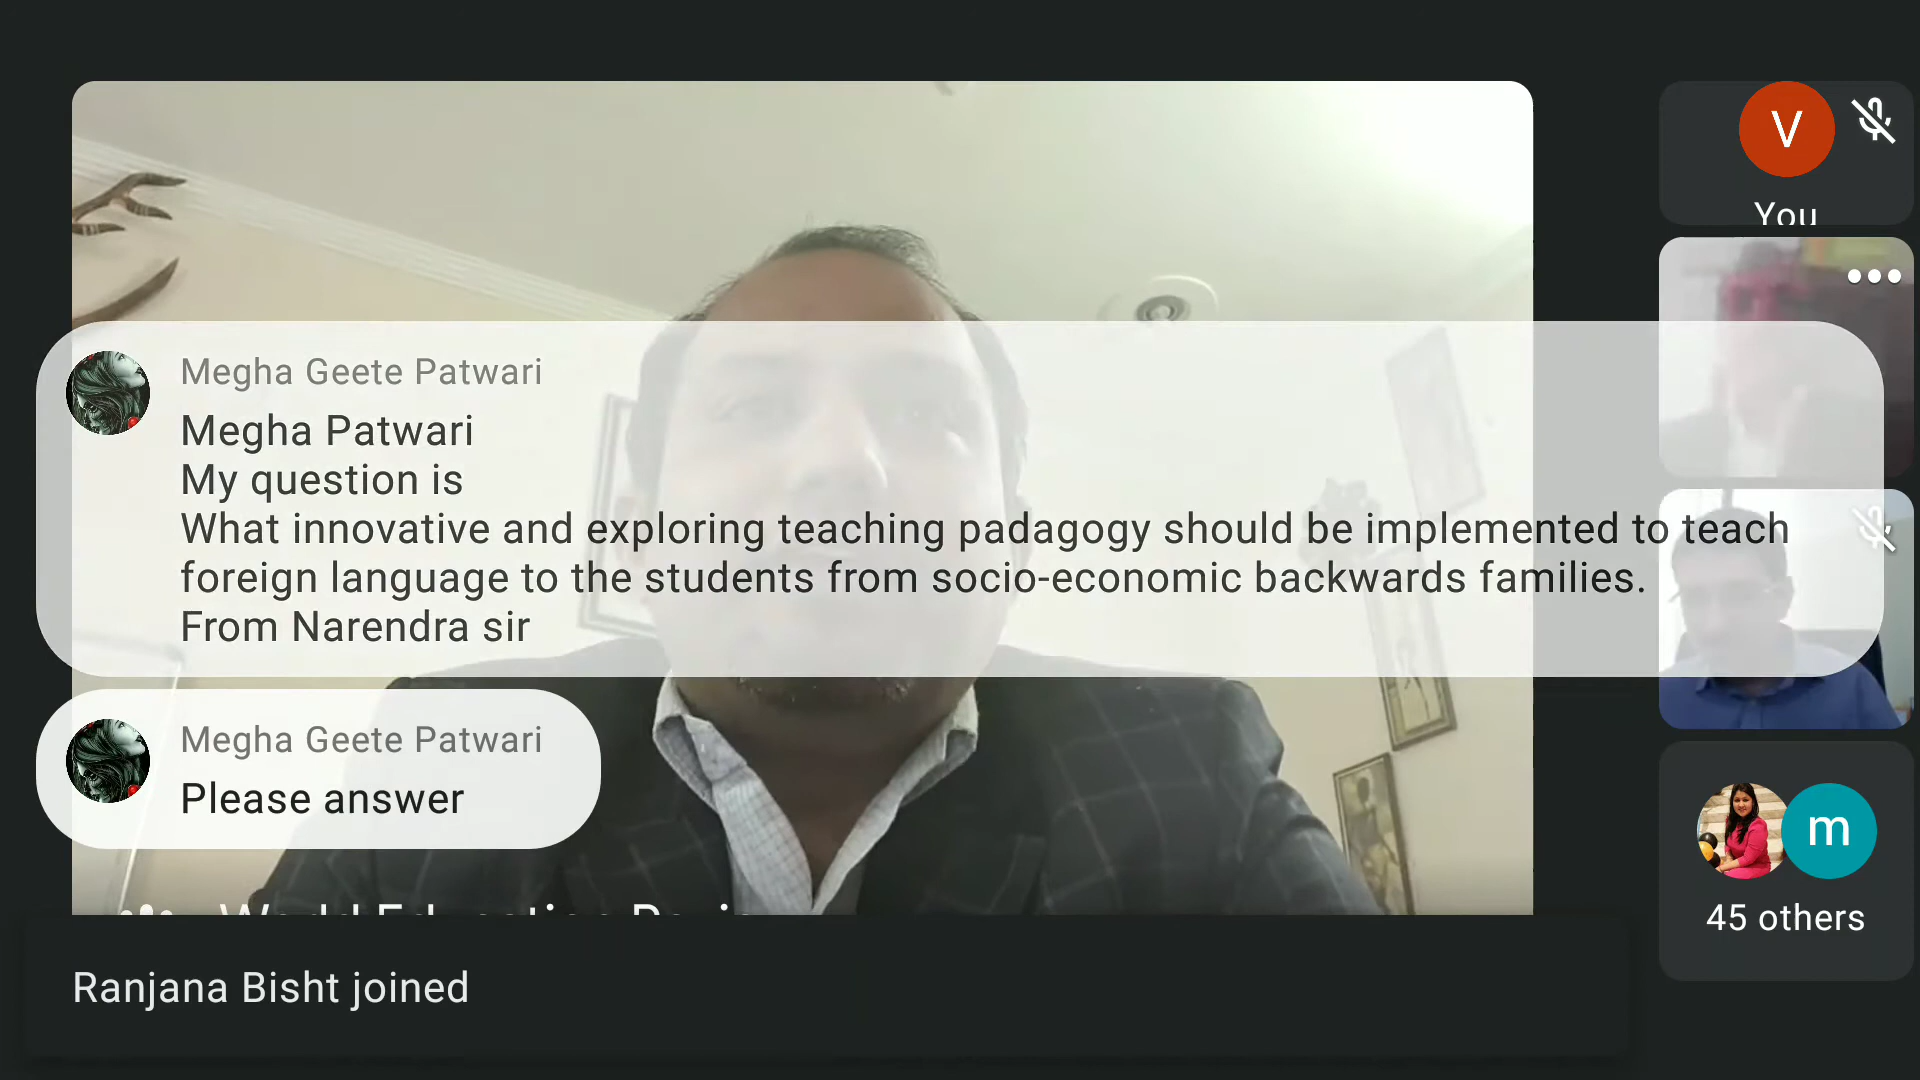 V
You
Megha Geete Patwari
Megha Patwari
My question is
What innovative and exploring teaching padagogy should be implemented to teach
foreign language to the students from socio-economic backwards families.
From Narendra sir
Megha Geete Patwari
Please answer
World Education
m
45 others
Ranjana Bisht joined